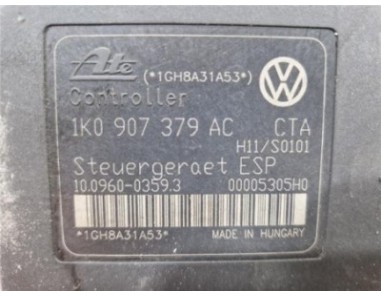 Ate (*1GH8A31A53*)
Controller
1K0 907 379 AC CTA
H11/S0101
Steuergeraet ESP
10.0960-0359.3 00005305H0
*1GH8A31A53* MADE IN HUNGARY